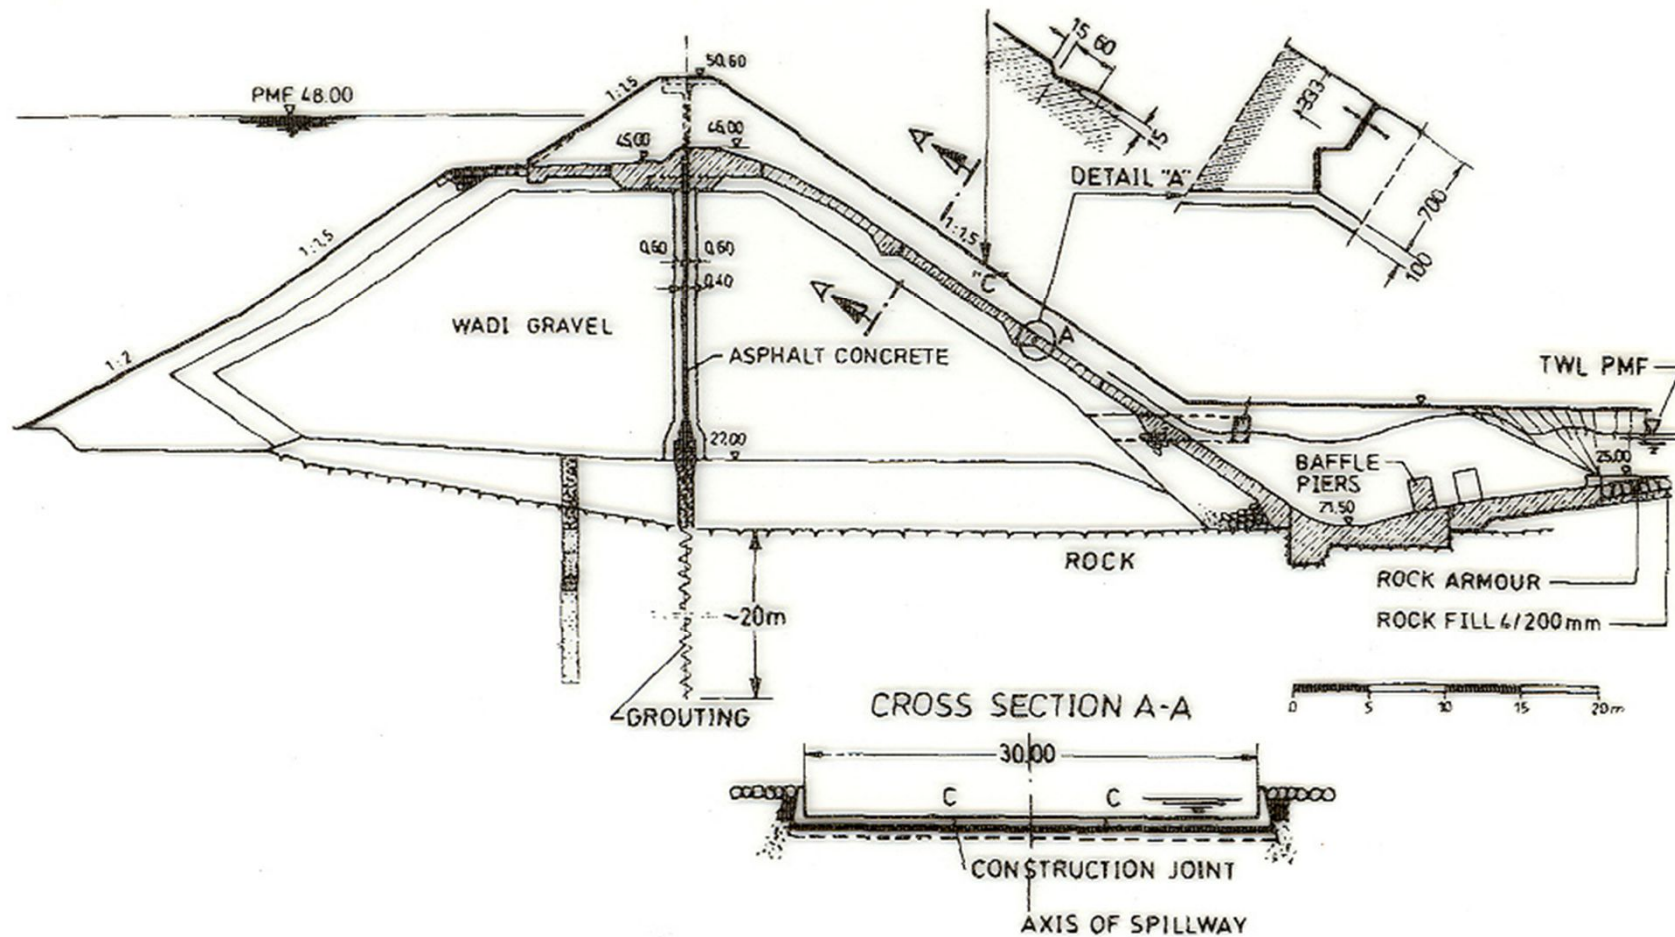 PMF 48.00
1:1.5
50.60
15 60
15
333
DETAIL "A"
700
100
45.00
46.00
A
1:1.5
1:1.5
"C"
0.60
0.60
0.40
A
A
WADI GRAVEL
ASPHALT CONCRETE
1:2
TWL PMF
27.00
BAFFLE
PIERS
25.00
21.50
ROCK
ROCK ARMOUR
ROCK FILL 4/200mm
~20m
GROUTING
0 5 10 15 20m
CROSS SECTION A-A
30.00
C C
CONSTRUCTION JOINT
AXIS OF SPILLWAY